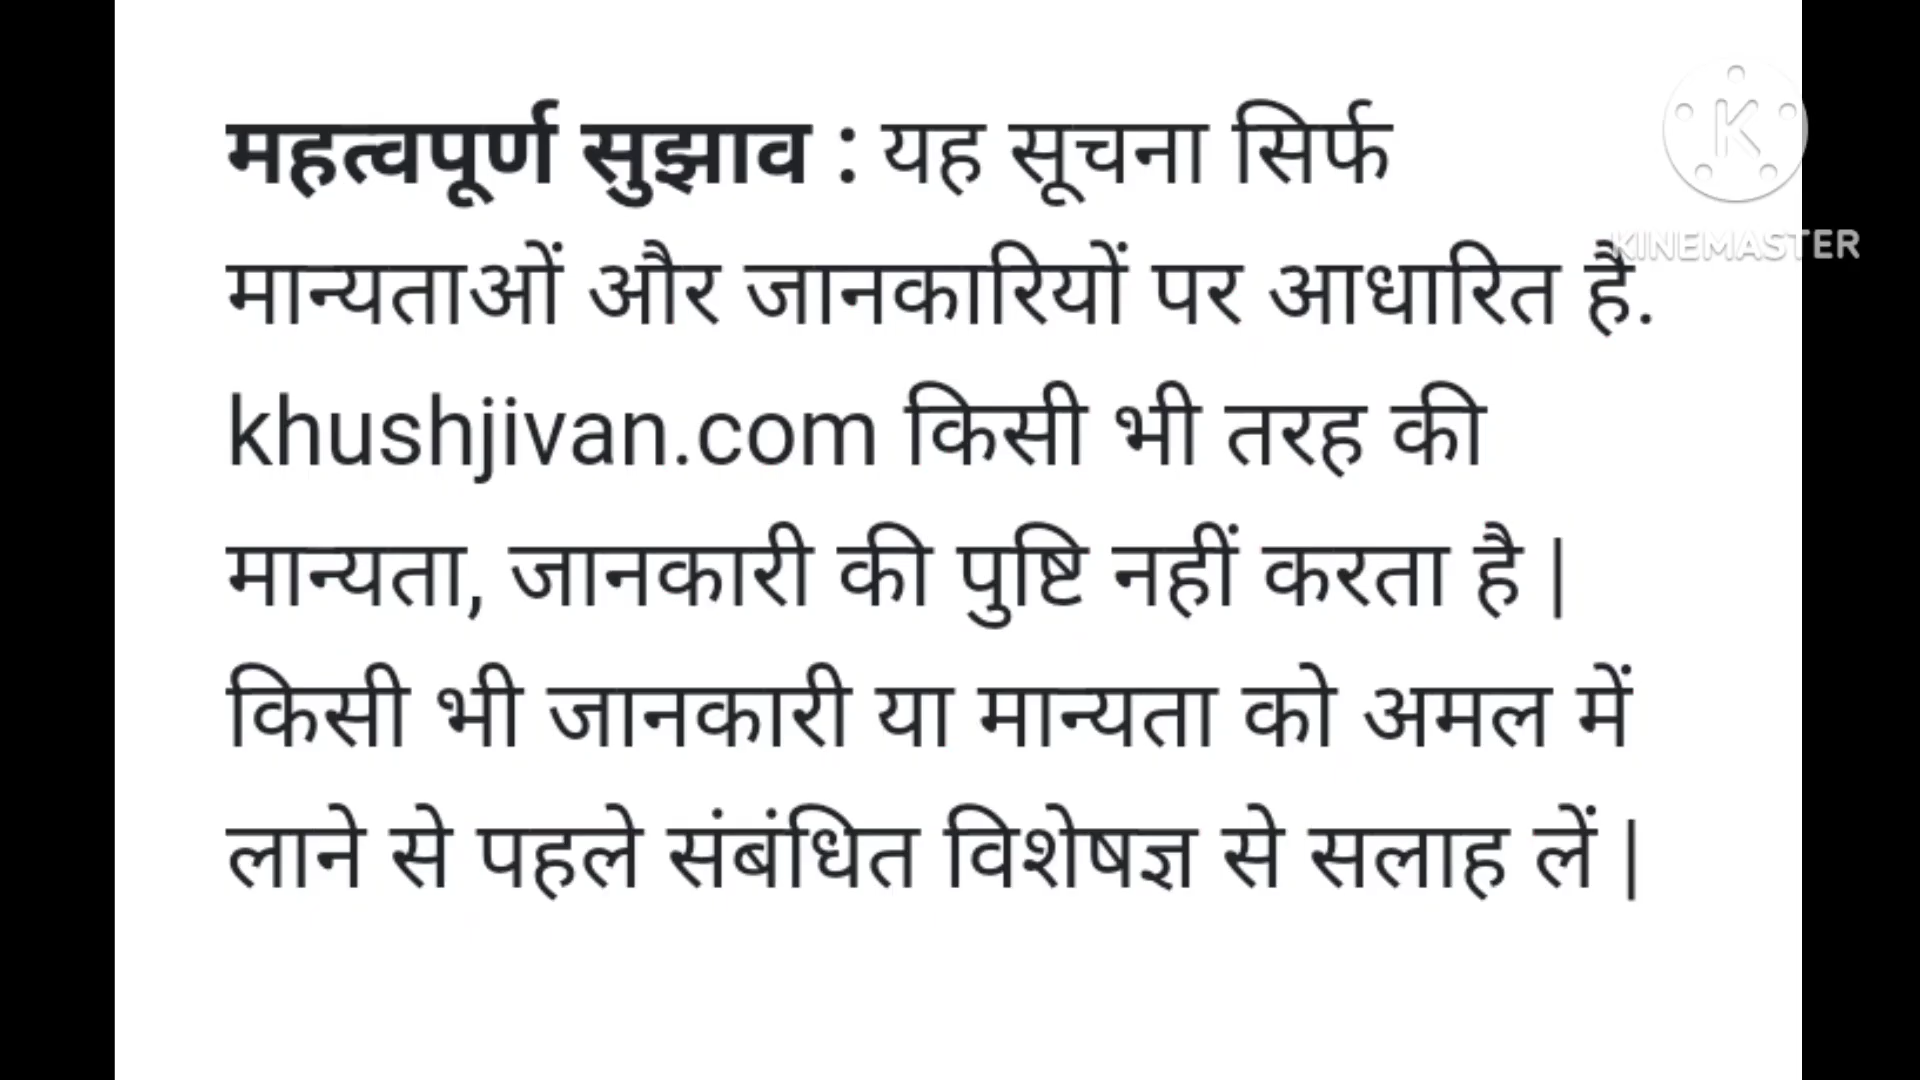 महत्वपूर्ण सुझाव : यह सूचना सिर्फ
मान्यताओं और जानकारियों पर आधारित है.
khushjivan.com किसी भी तरह की
मान्यता, जानकारी की पुष्टि नहीं करता है |
किसी भी जानकारी या मान्यता को अमल में
लाने से पहले संबंधित विशेषज्ञ से सलाह लें |
K
KINEMASTER